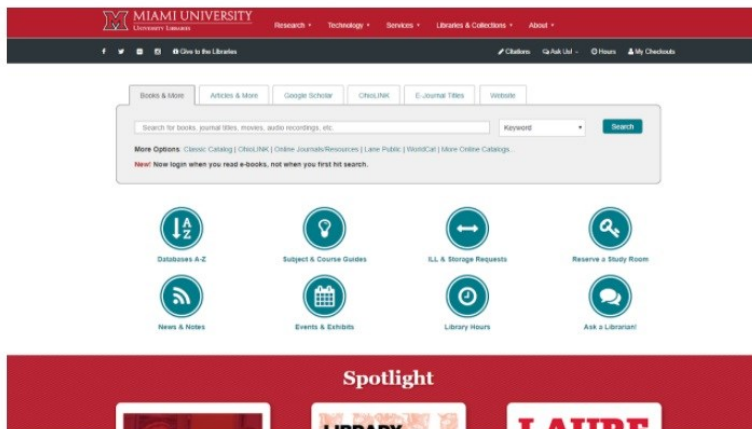 MIAMI UNIVERSITY
University Libraries
Research Technology Services Libraries & Collections About
Give to the Libraries
Citations Ask Us! Hours My Checkouts
Books & More Articles & More Google Scholar OhioLINK E-Journal Titles Website
Search for books, journal titles, movies, audio recordings, etc. Keyword Search
More Options: Classic Catalog | OhioLINK | Online Journals/Resources | Lane Public | WorldCat | More Online Catalogs...
New! Now login when you read e-books, not when you first hit search.
Databases A-Z Subject & Course Guides ILL & Storage Requests Reserve a Study Room
News & Notes Events & Exhibits Library Hours Ask a Librarian!
Spotlight
LIBRARY